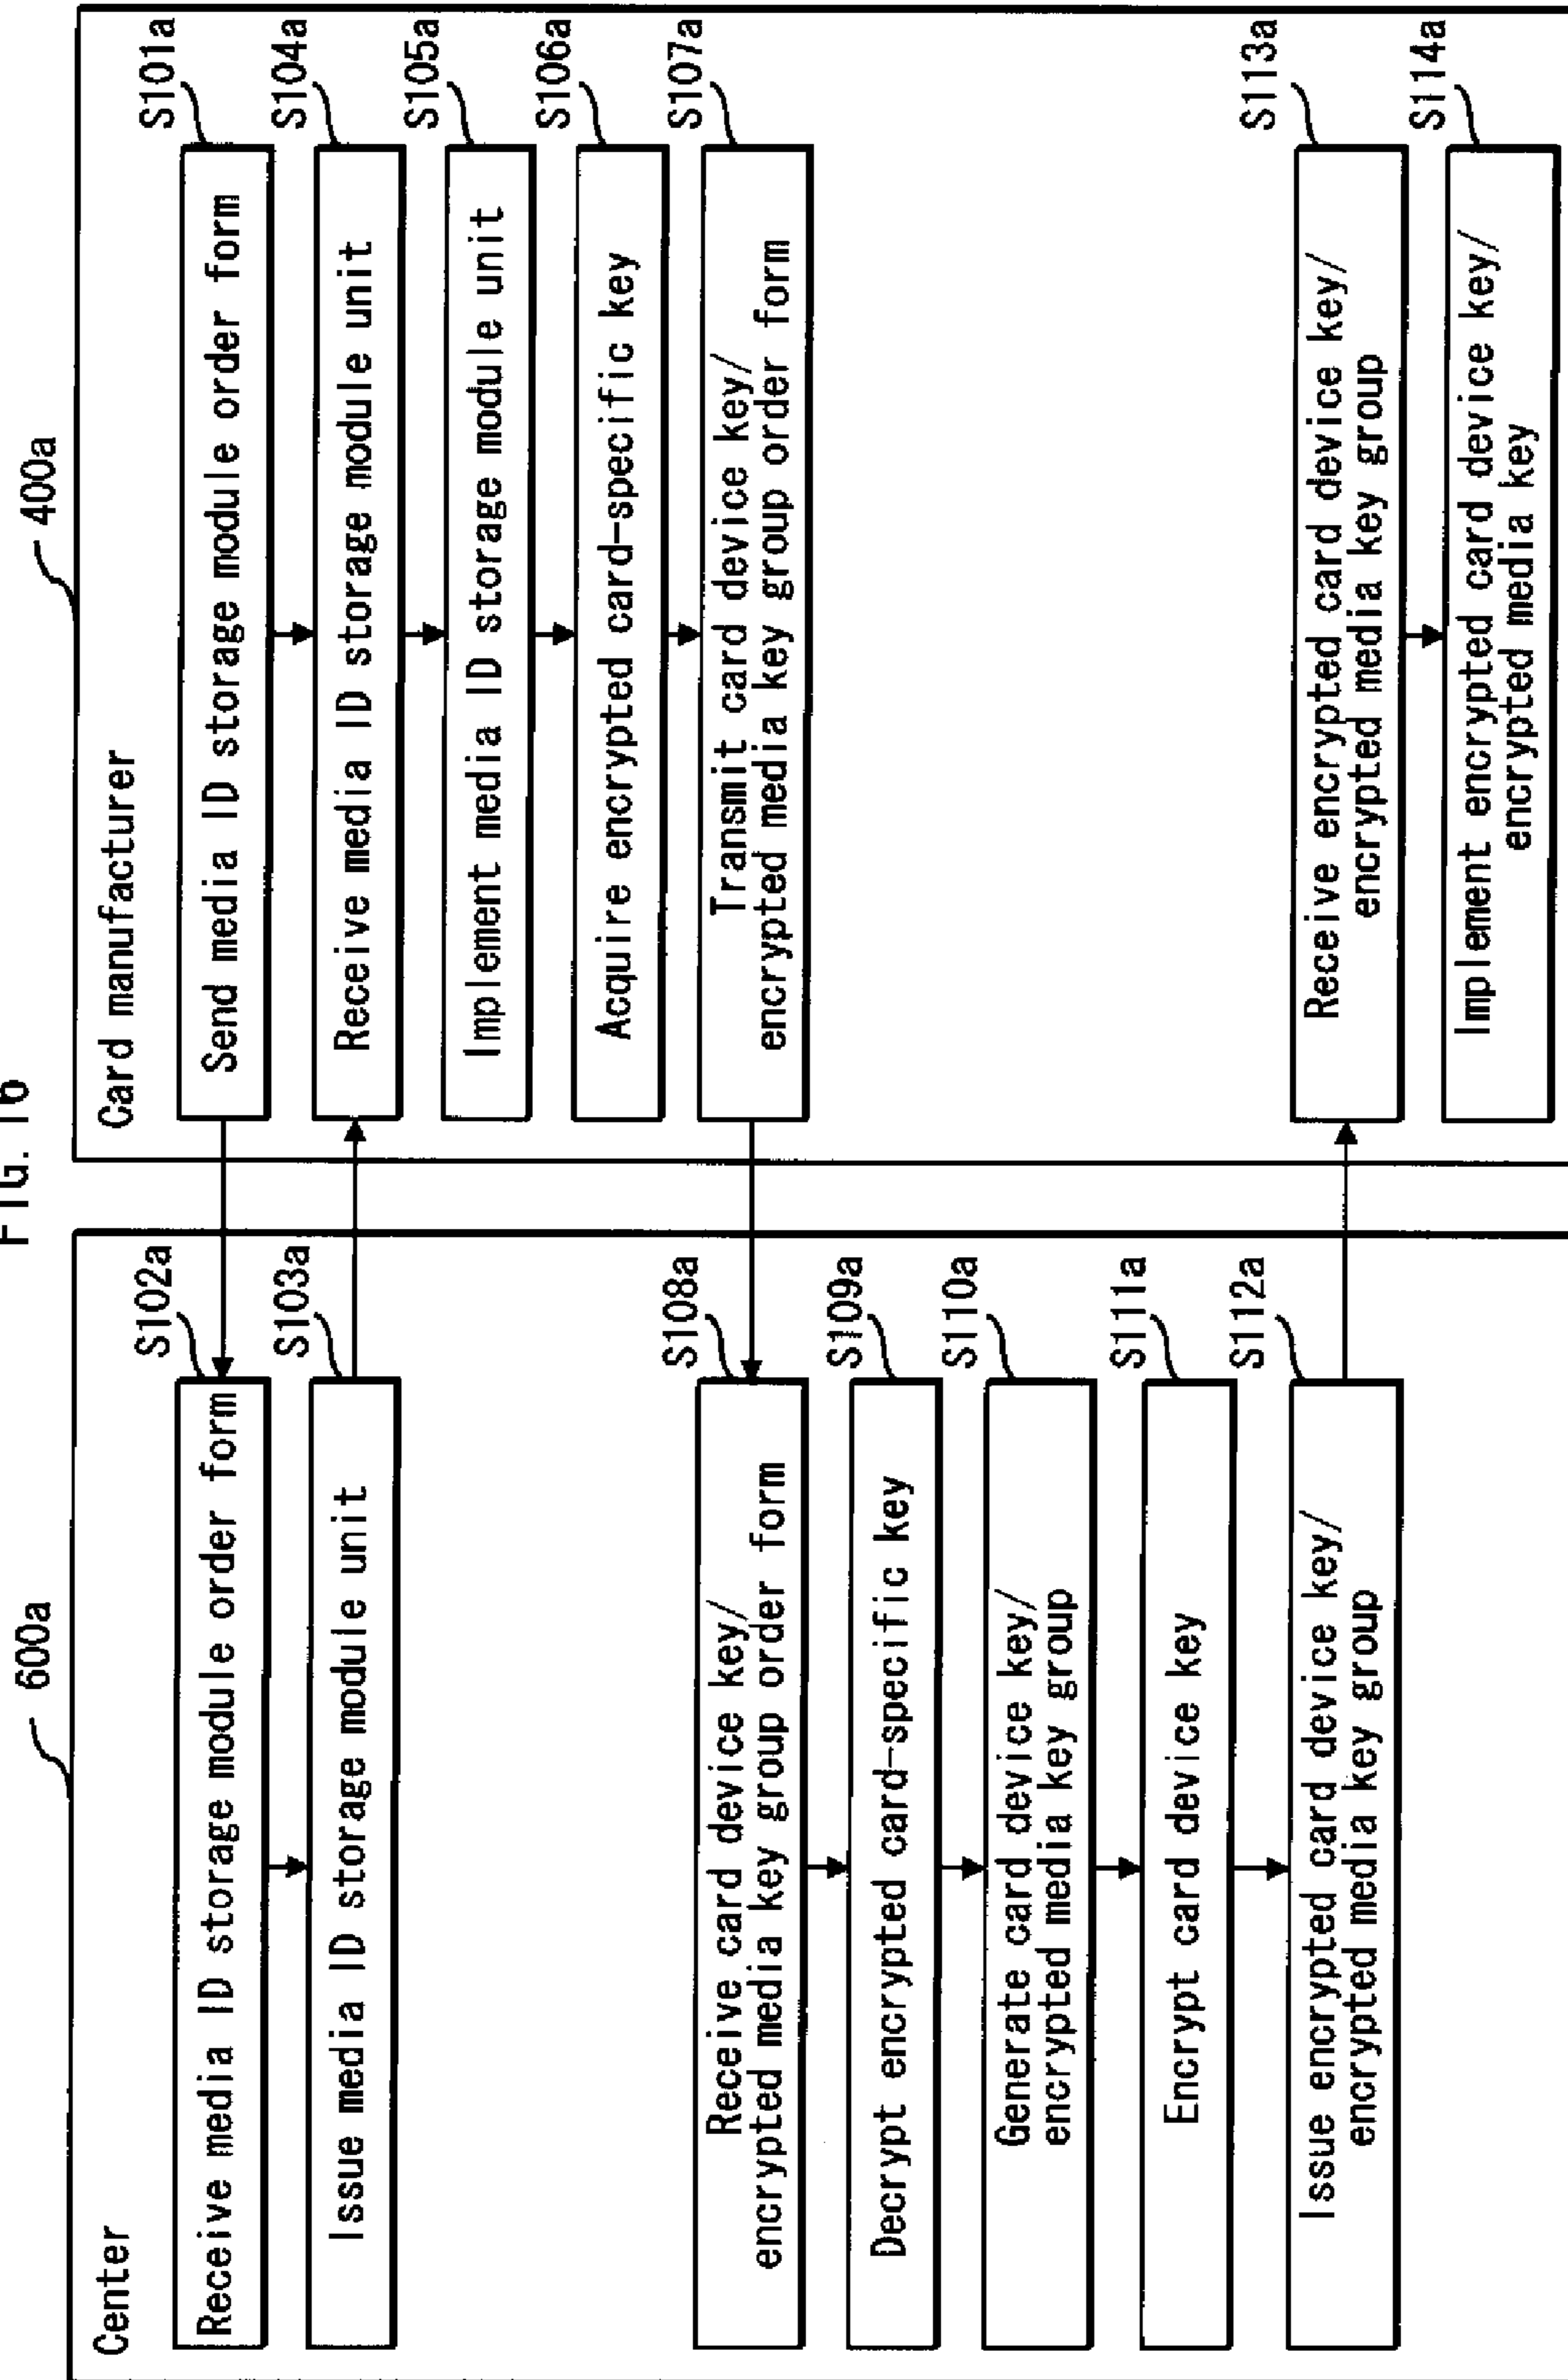 FIG. 16
600a
Center
S102a
Receive media ID storage module order form
S103a
Issue media ID storage module unit
S108a
Receive card device key/
encrypted media key group order form
S109a
Decrypt encrypted card-specific key
S110a
Generate card device key/
encrypted media key group
S111a
Encrypt card device key
S112a
Issue encrypted card device key/
encrypted media key group
400a
Card manufacturer
S101a
Send media ID storage module order form
S104a
Receive media ID storage module unit
S105a
Implement media ID storage module unit
S106a
Acquire encrypted card-specific key
S107a
Transmit card device key/
encrypted media key group order form
S113a
Receive encrypted card device key/
encrypted media key group
S114a
Implement encrypted card device key/
encrypted media key